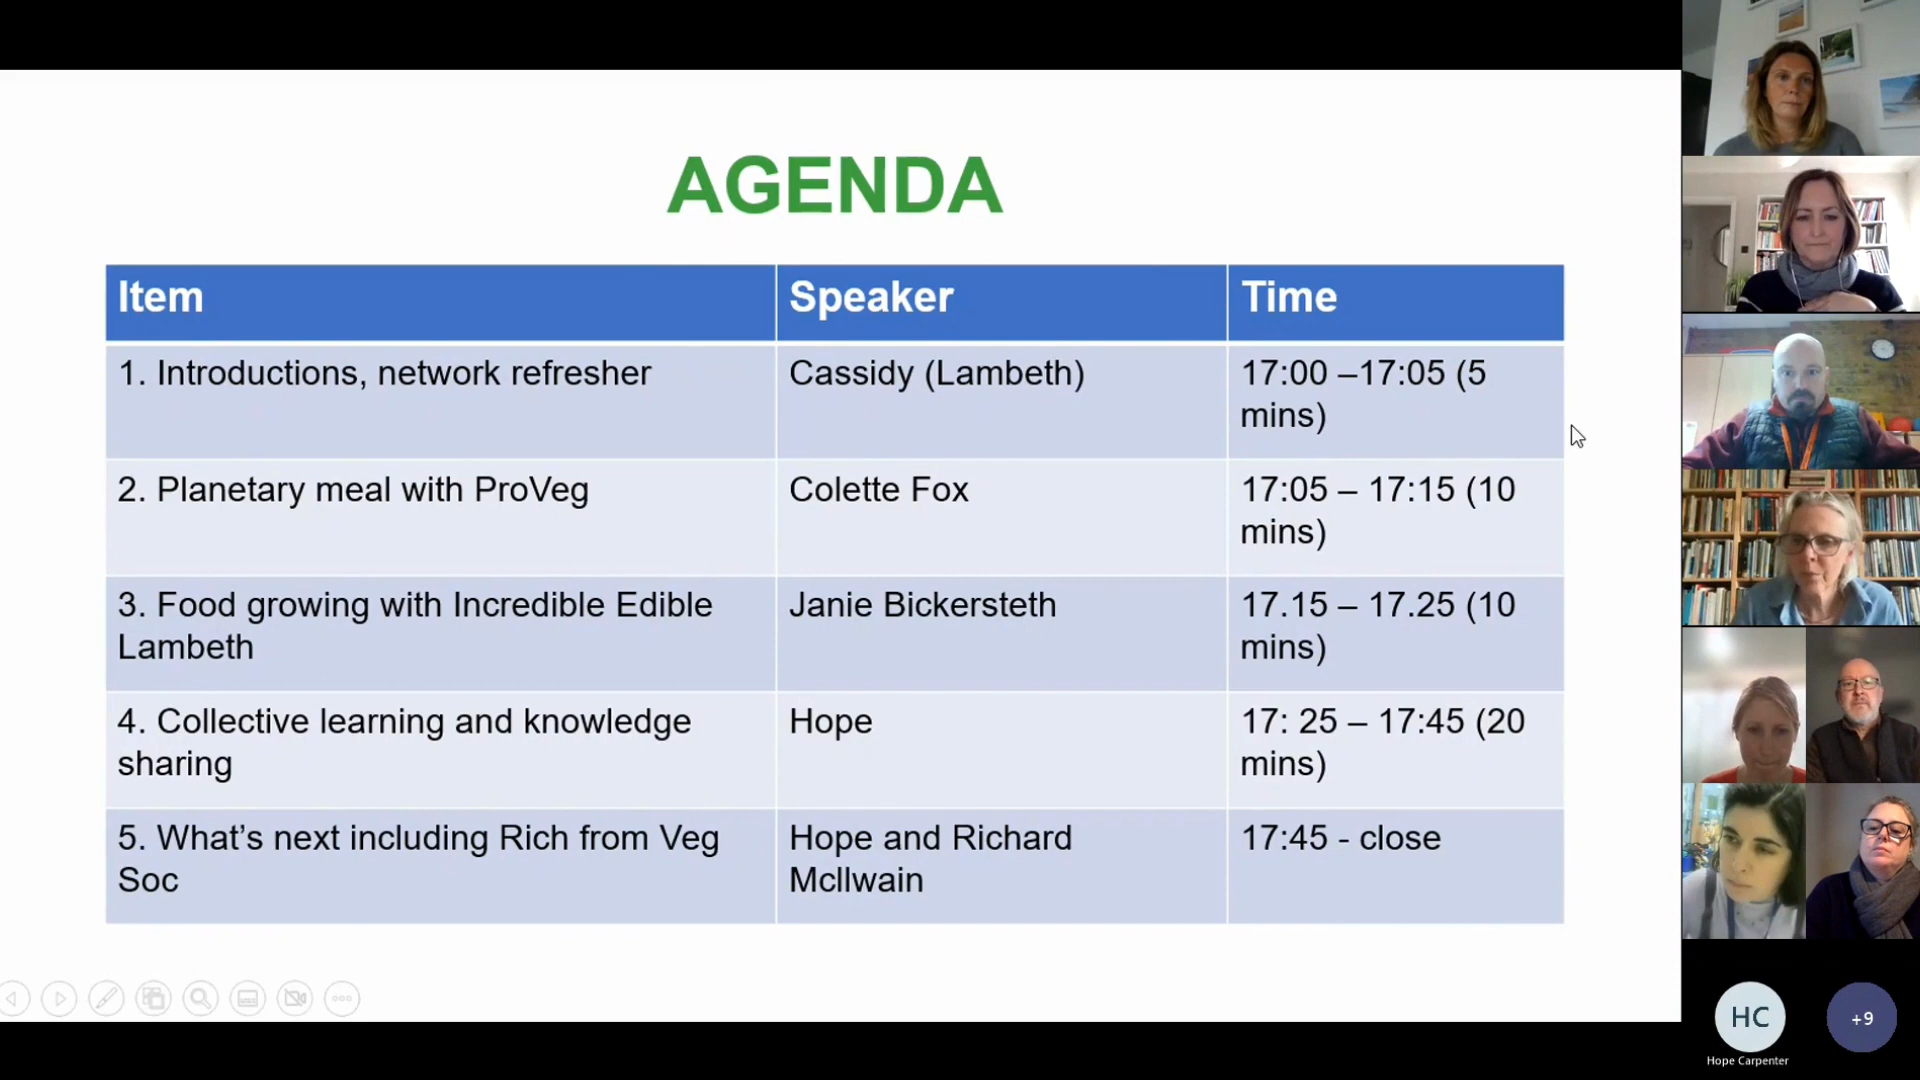 AGENDA
Item
Speaker
Time
1. Introductions, network refresher
Cassidy (Lambeth)
17:00 –17:05 (5
mins)
2. Planetary meal with ProVeg
Colette Fox
17:05 – 17:15 (10
mins)
3. Food growing with Incredible Edible
Lambeth
Janie Bickersteth
17.15 – 17.25 (10
mins)
4. Collective learning and knowledge
sharing
Hope
17: 25 – 17:45 (20
mins)
5. What’s next including Rich from Veg
Soc
Hope and Richard
McIlwain
17:45 - close
HC
Hope Carpenter
+9